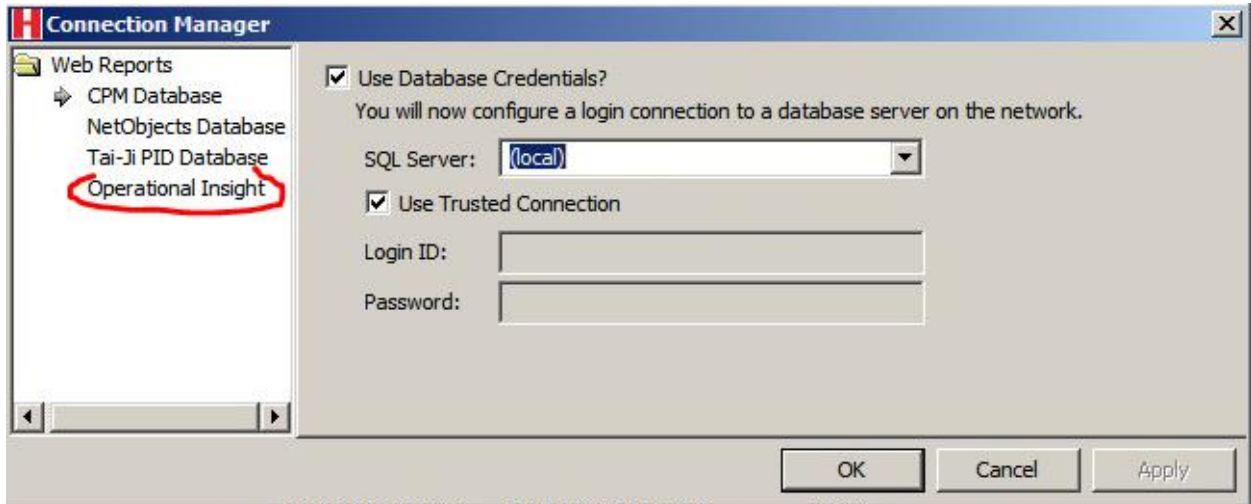 Connection Manager
Web Reports
CPM Database
NetObjects Database
Tai-Ji PID Database
Operational Insight
Use Database Credentials?
You will now configure a login connection to a database server on the network.
SQL Server: (local)
Use Trusted Connection
Login ID:
Password:
OK Cancel Apply